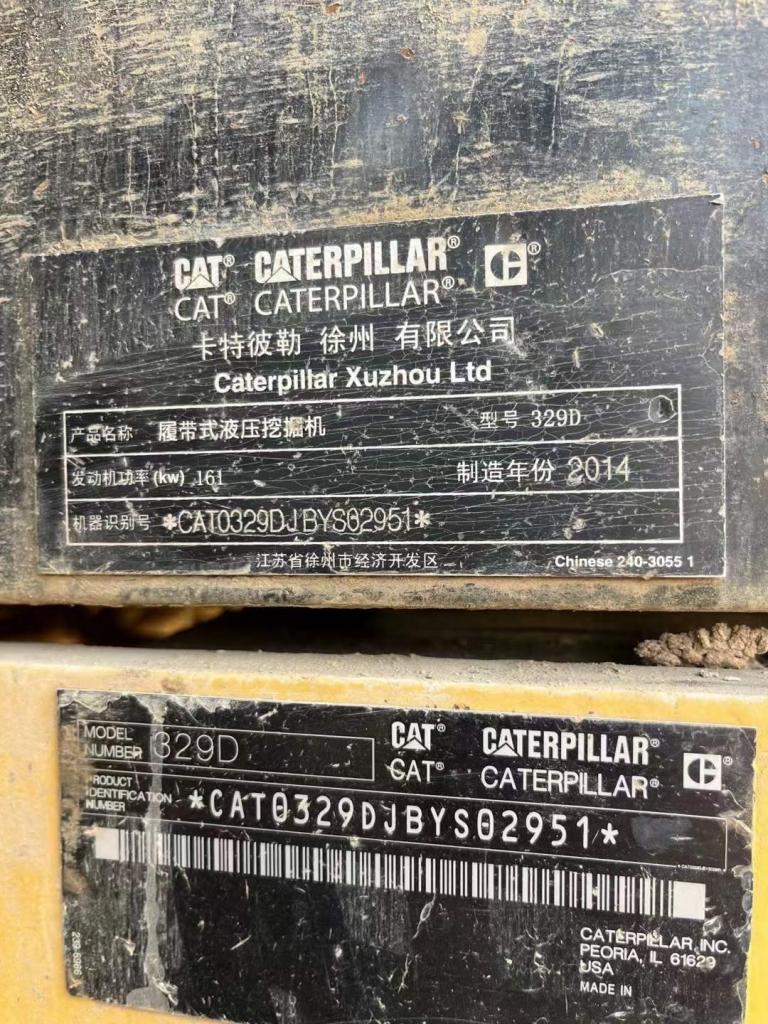 CAT® CATERPILLAR® C®
CAT® CATERPILLAR®
卡特彼勒 徐州 有限公司
Caterpillar Xuzhou Ltd
产品名称 履带式液压挖掘机 型号 329D
发动机功率(kw) 161 制造年份 2014
机器识别号 *CAT0329DJBYS02951*
江苏省徐州市经济开发区 Chinese 240-3055 1
MODEL NUMBER 329D
CAT® CATERPILLAR® C®
CAT® CATERPILLAR®
PRODUCT IDENTIFICATION NUMBER *CAT0329DJBYS02951*
239-5986
CATERPILLAR INC.
PEORIA, IL 61629
USA
MADE IN